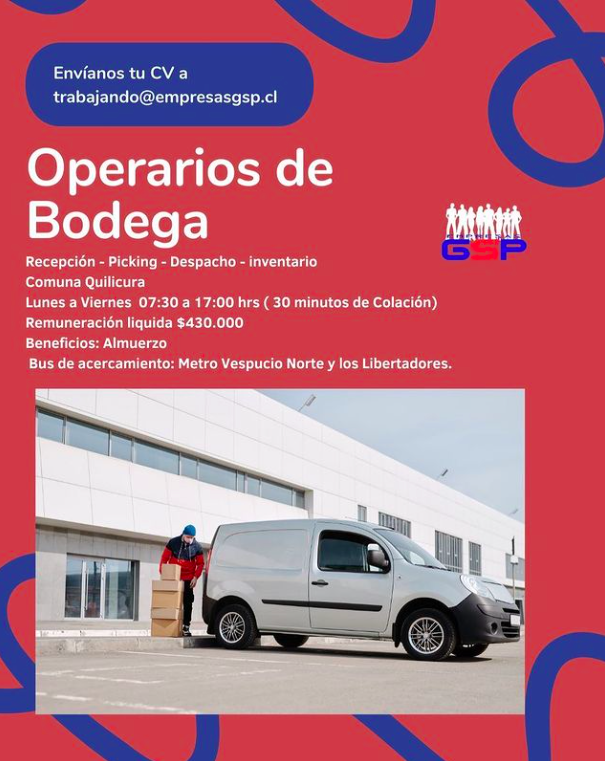 Envíanos tu CV a
trabajando@empresasgsp.cl
Operarios de
Bodega
Recepción - Picking - Despacho - inventario
Comuna Quilicura
Lunes a Viernes  07:30 a 17:00 hrs ( 30 minutos de Colación)
Remuneración liquida $430.000
Beneficios: Almuerzo
Bus de acercamiento: Metro Vespucio Norte y los Libertadores.
GSP